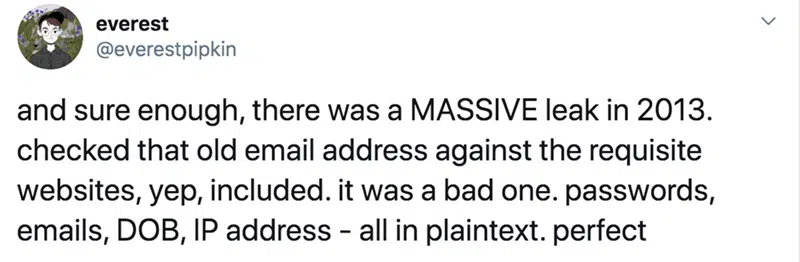 everest
@everestpipkin
and sure enough, there was a MASSIVE leak in 2013.
checked that old email address against the requisite
websites, yep, included. it was a bad one. passwords,
emails, DOB, IP address - all in plaintext. perfect